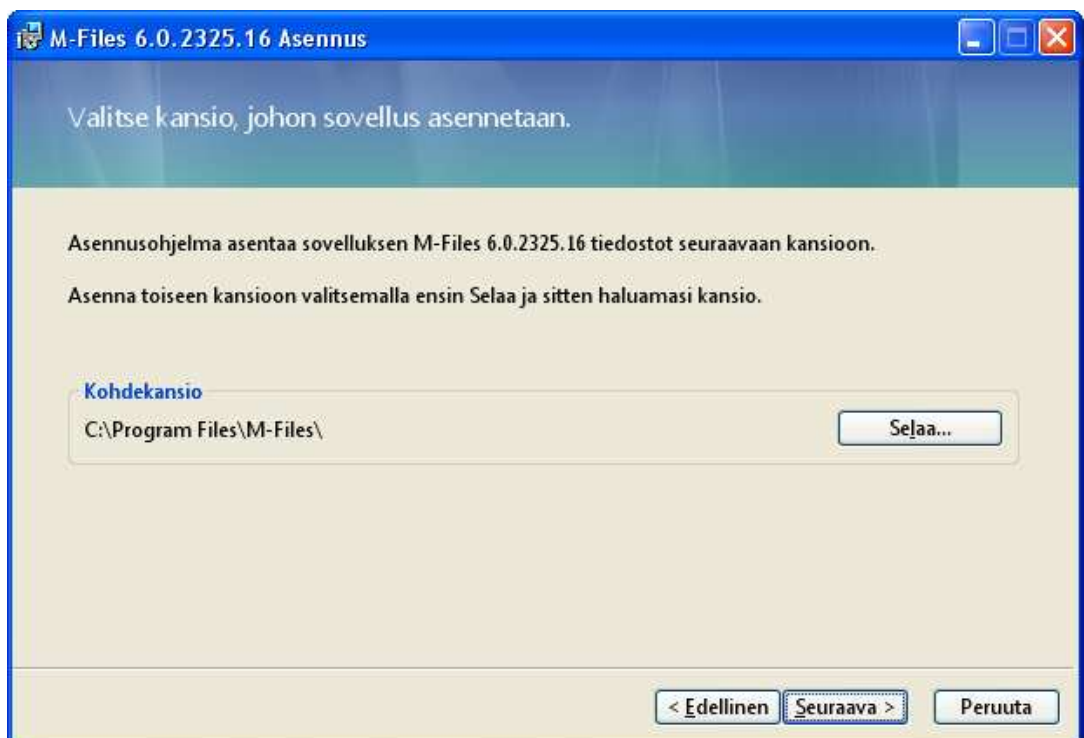 M-Files 6.0.2325.16 Asennus
Valitse kansio, johon sovellus asennetaan.
Asennusohjelma asentaa sovelluksen M-Files 6.0.2325.16 tiedostot seuraavaan kansioon.
Asenna toiseen kansioon valitsemalla ensin Selaa ja sitten haluamasi kansio.
Kohdekansio
C:\Program Files\M-Files\ Selaa...
< Edellinen Seuraava > Peruuta